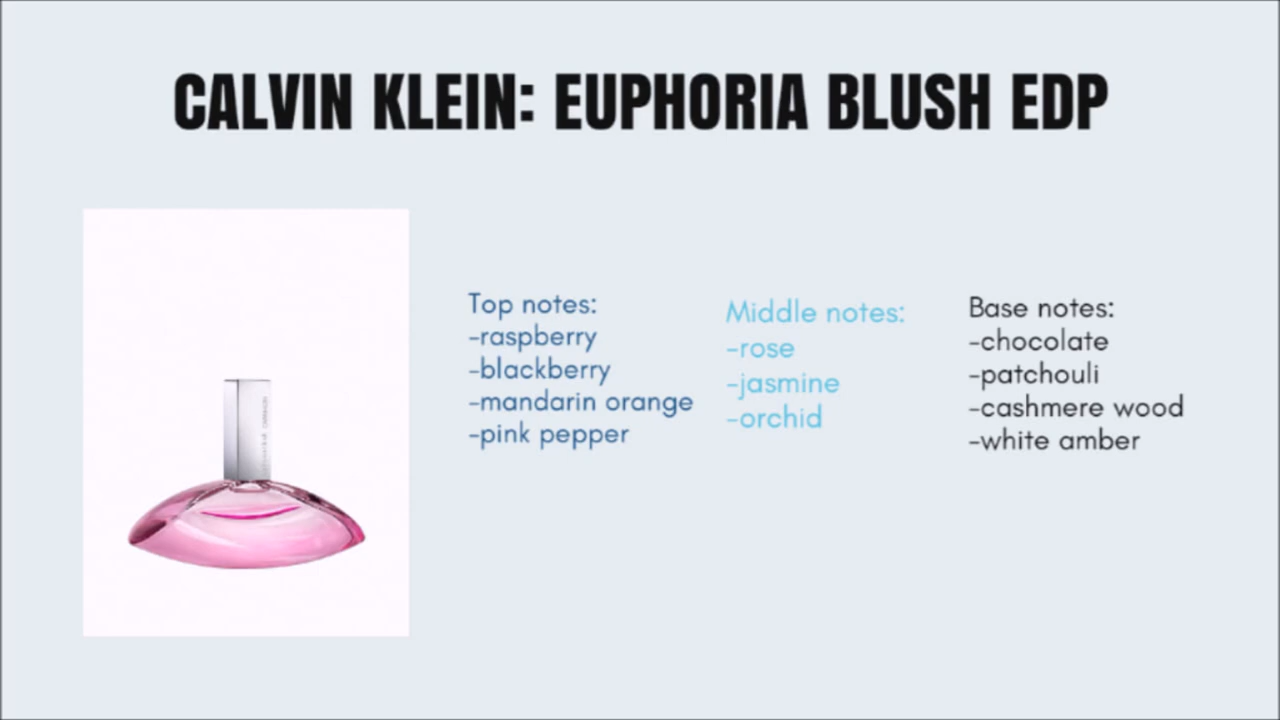 CALVIN KLEIN: EUPHORIA BLUSH EDP
Top notes:
-raspberry
-blackberry
-mandarin orange
-pink pepper
Middle notes:
-rose
-jasmine
-orchid
Base notes:
-chocolate
-patchouli
-cashmere wood
-white amber